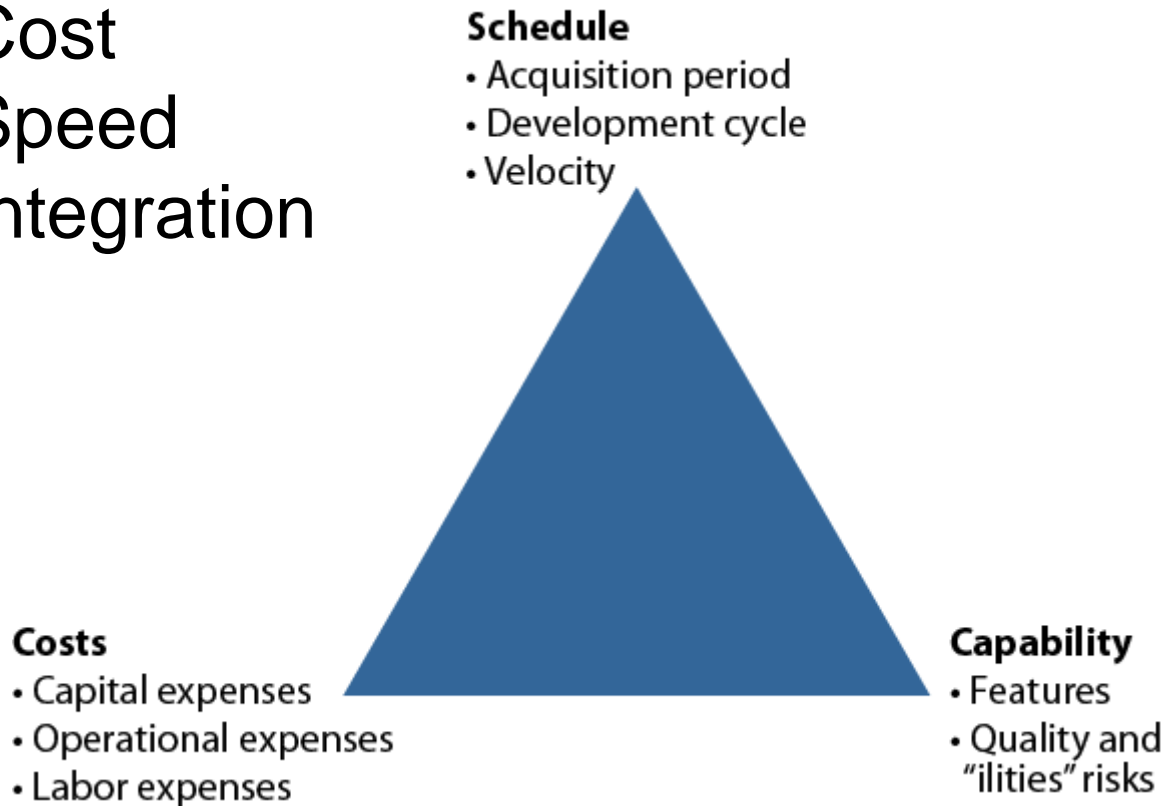 Cost
Speed
Integration
Schedule
• Acquisition period
• Development cycle
• Velocity
Costs
• Capital expenses
• Operational expenses
• Labor expenses
Capability
• Features
• Quality and
“ilities” risks